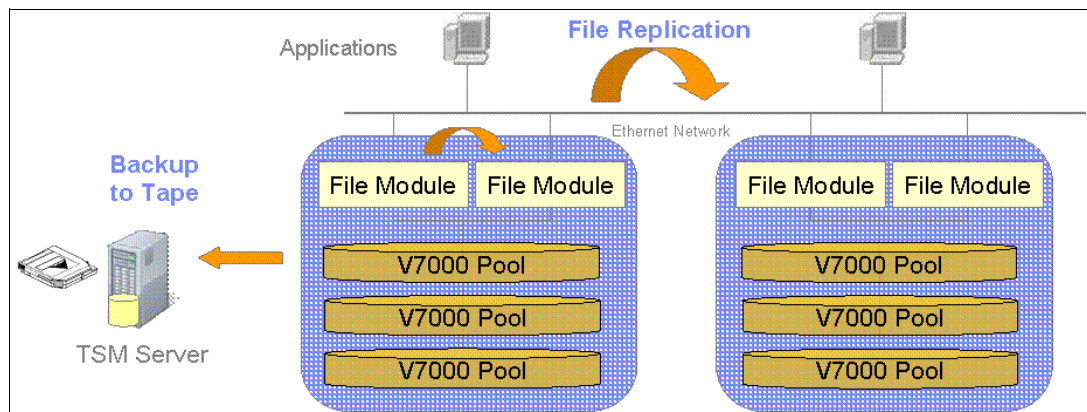 Applications
File Replication
Ethernet Network
Backup
to Tape
File Module
File Module
File Module
File Module
V7000 Pool
V7000 Pool
V7000 Pool
V7000 Pool
V7000 Pool
V7000 Pool
TSM Server